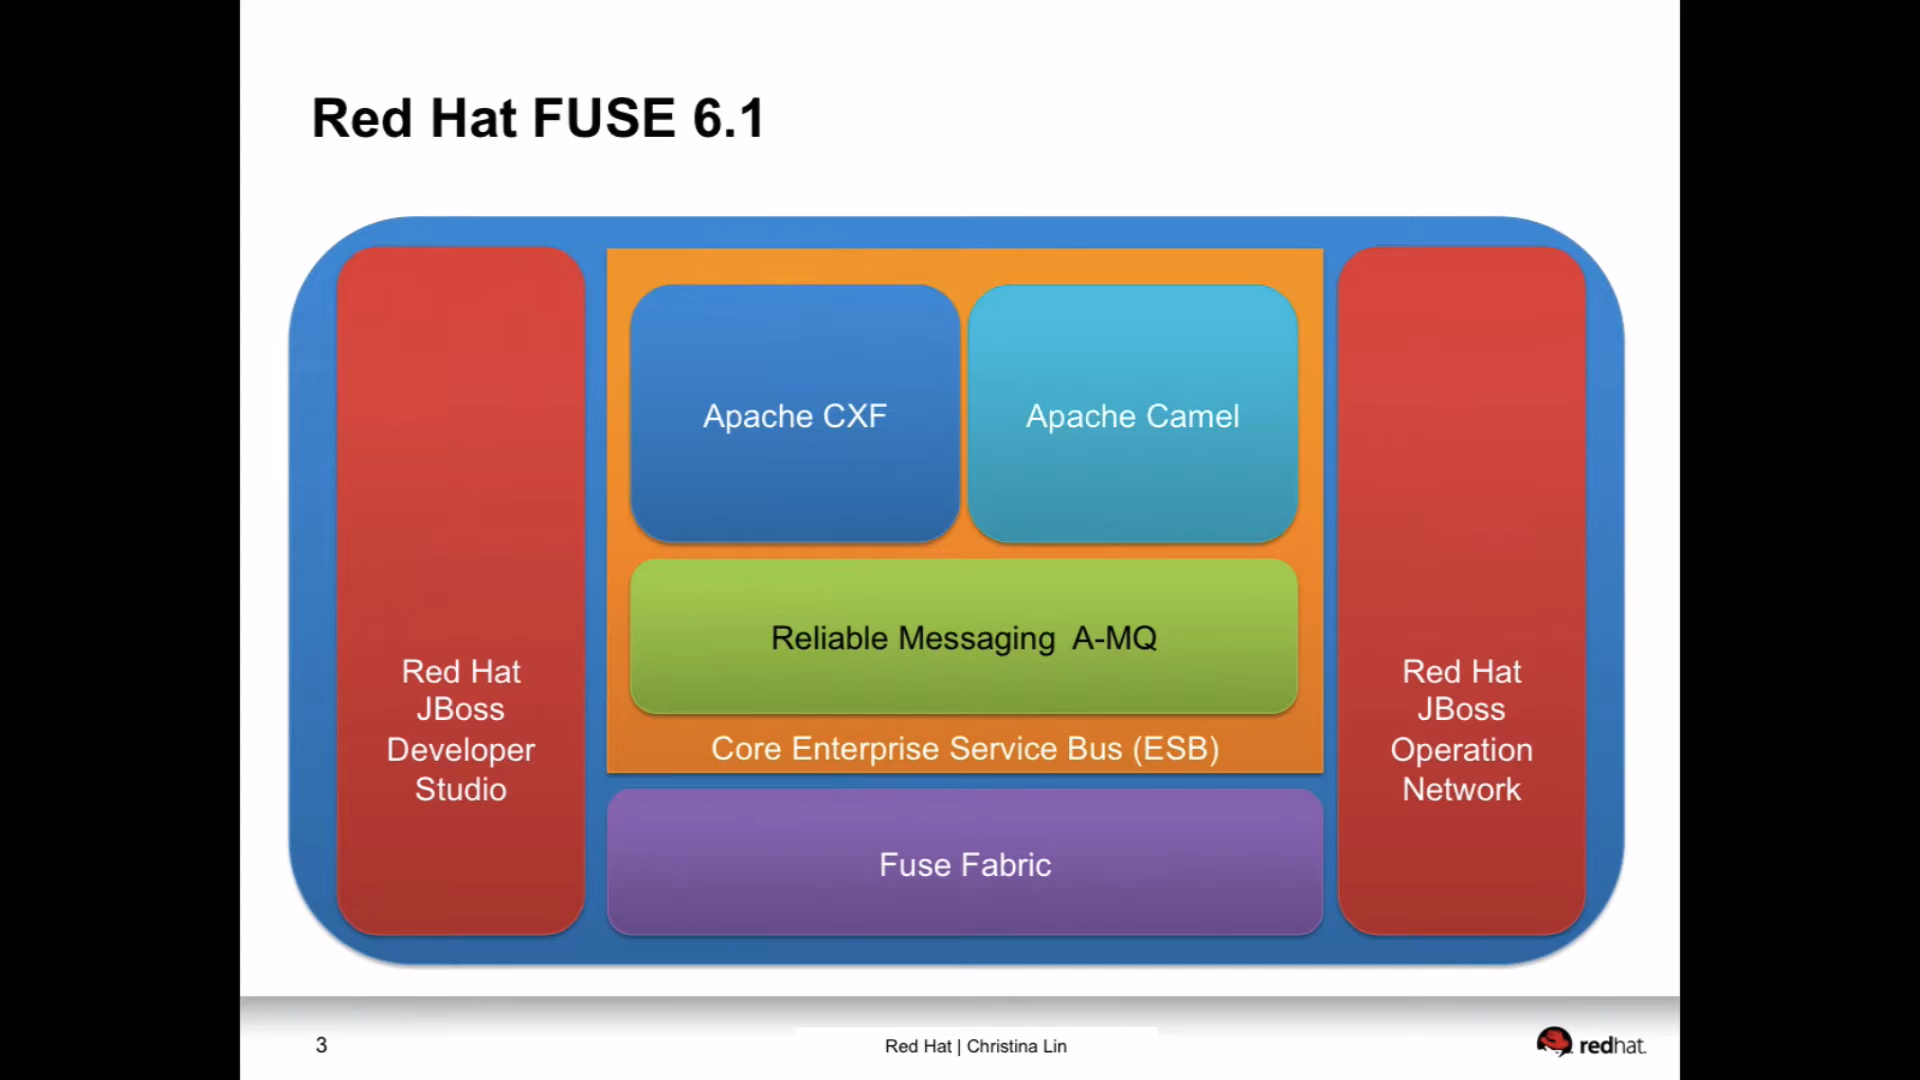 Red Hat FUSE 6.1
Apache CXF
Apache Camel
Reliable Messaging  A-MQ
Core Enterprise Service Bus (ESB)
Fuse Fabric
Red Hat
JBoss
Developer
Studio
Red Hat
JBoss
Operation
Network
3
Red Hat | Christina Lin
redhat.